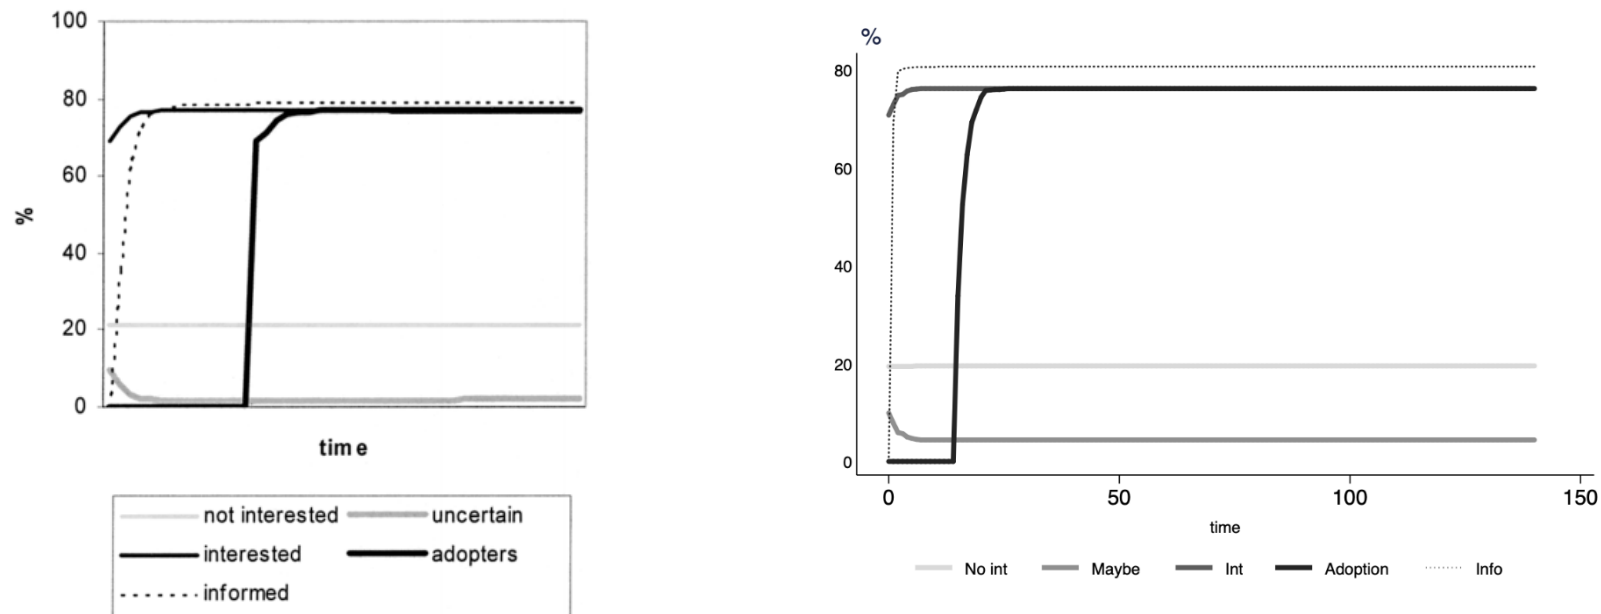 100
80
60
40
20
0
%
time
not interested uncertain
interested adopters
informed
%
80
60
40
20
0
0 50 100 150
time
No int Maybe Int Adoption Info